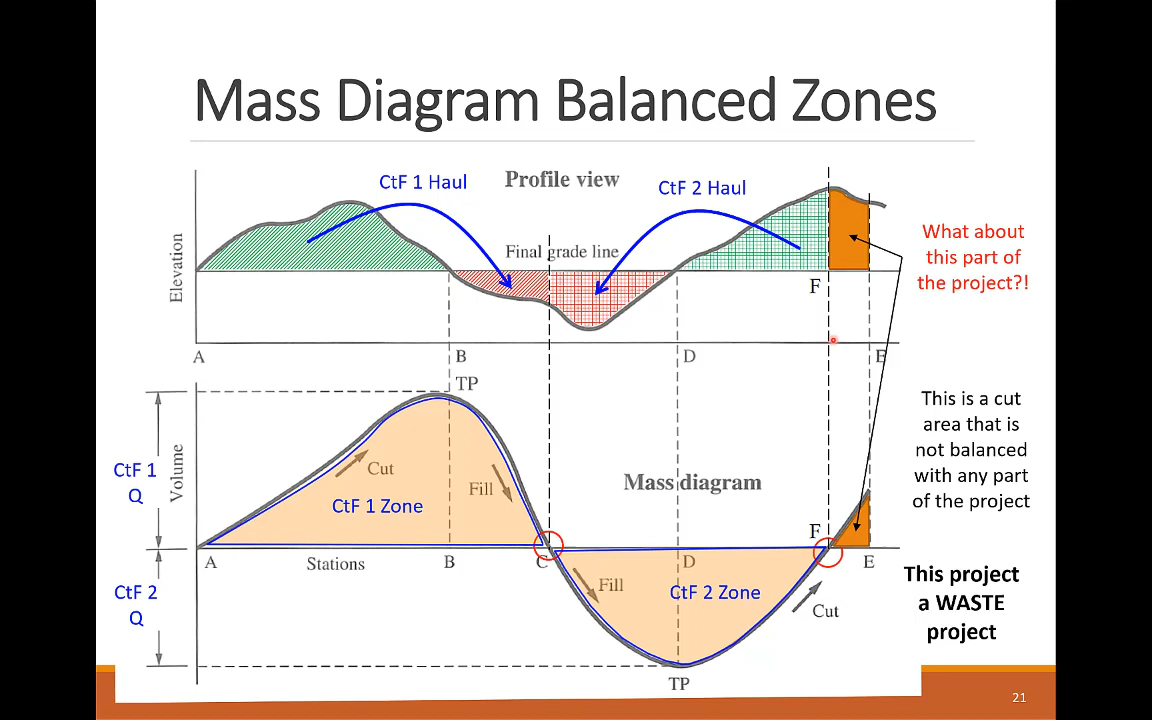 Mass Diagram Balanced Zones
CtF 1 Haul
Profile view
CtF 2 Haul
Elevation
Final grade line
F
What about
this part of
the project?!
A
B
D
E
TP
Volume
CtF 1
Q
Cut
Fill
CtF 1 Zone
Mass diagram
This is a cut
area that is
not balanced
with any part
of the project
F
A
Stations
B
C
D
E
CtF 2
Q
Fill
CtF 2 Zone
Cut
This project
a WASTE
project
TP
21